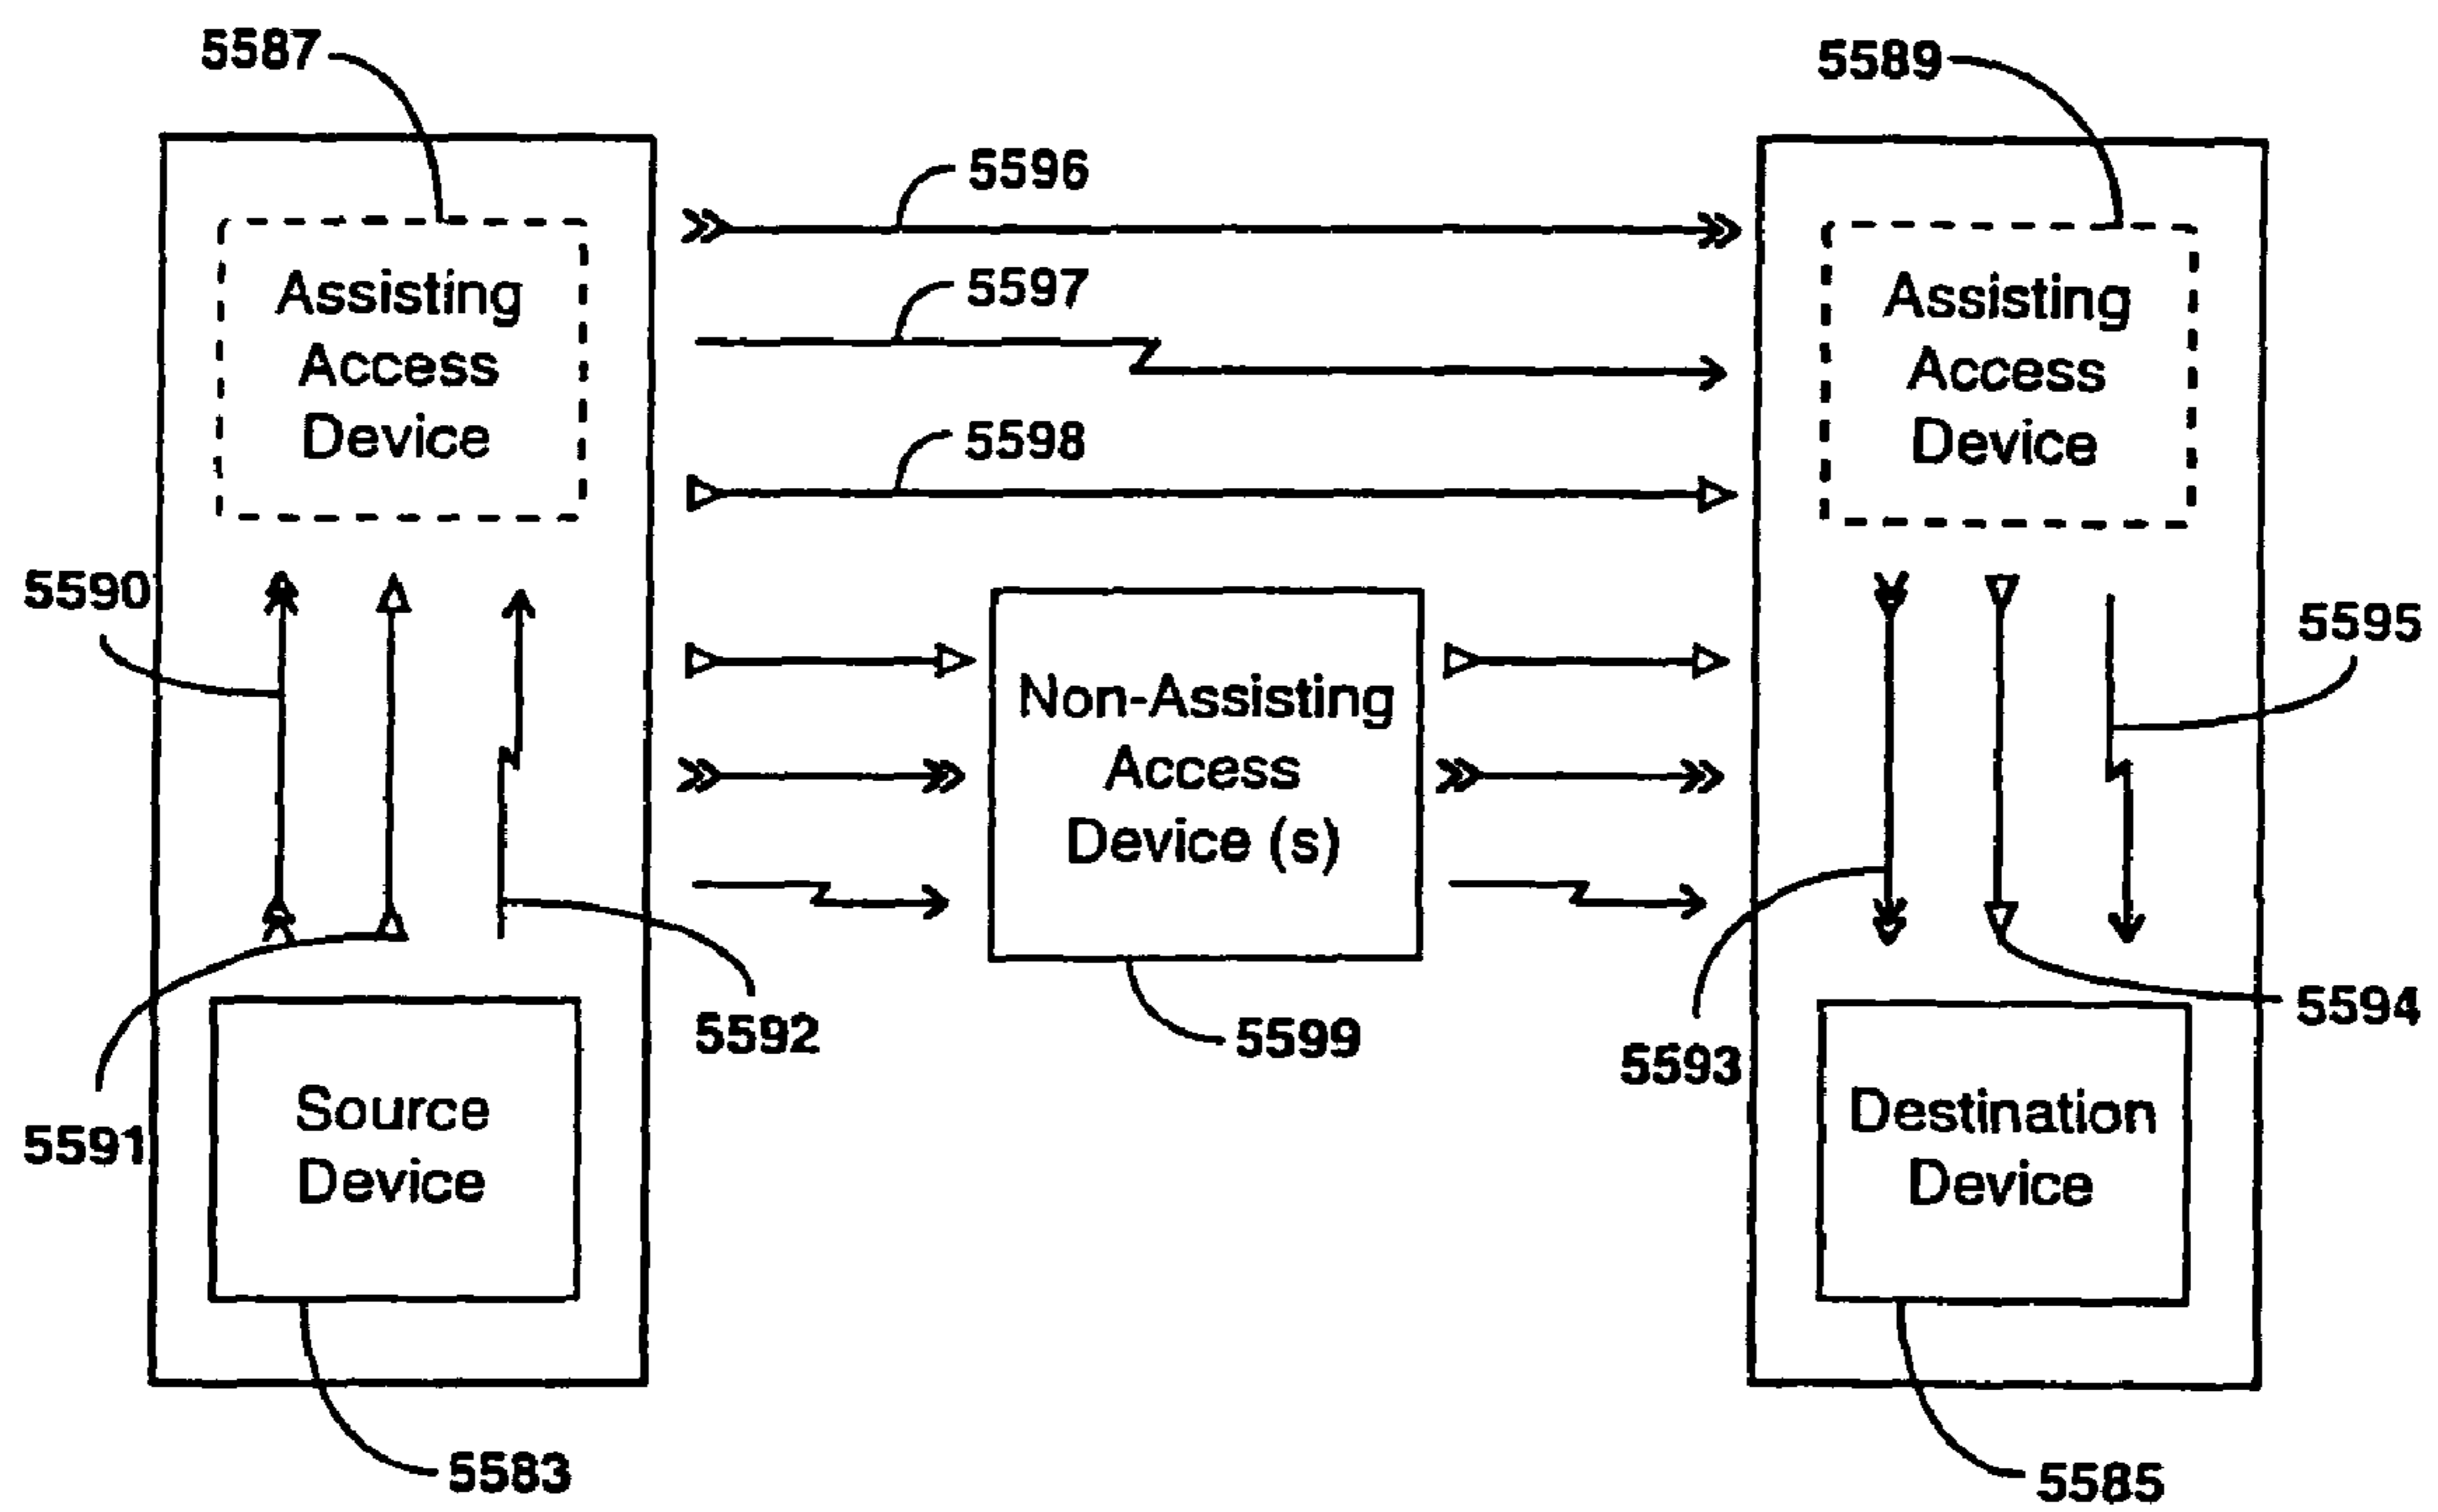 5587
5589
5596
5597
5598
Assisting
Access
Device
Assisting
Access
Device
5590
5595
Non-Assisting
Access
Device (s)
5592
5599
5593
5594
5591
Source
Device
Destination
Device
5583
5585